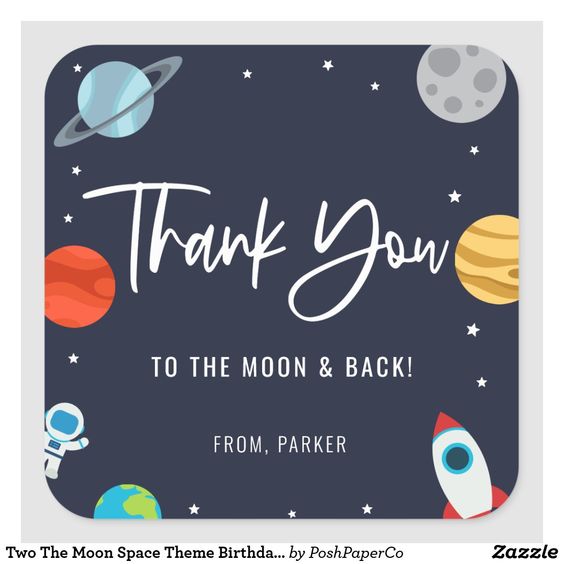 Thank You
TO THE MOON & BACK!
FROM, PARKER
Two The Moon Space Theme Birthda... by PoshPaperCo Zazzle